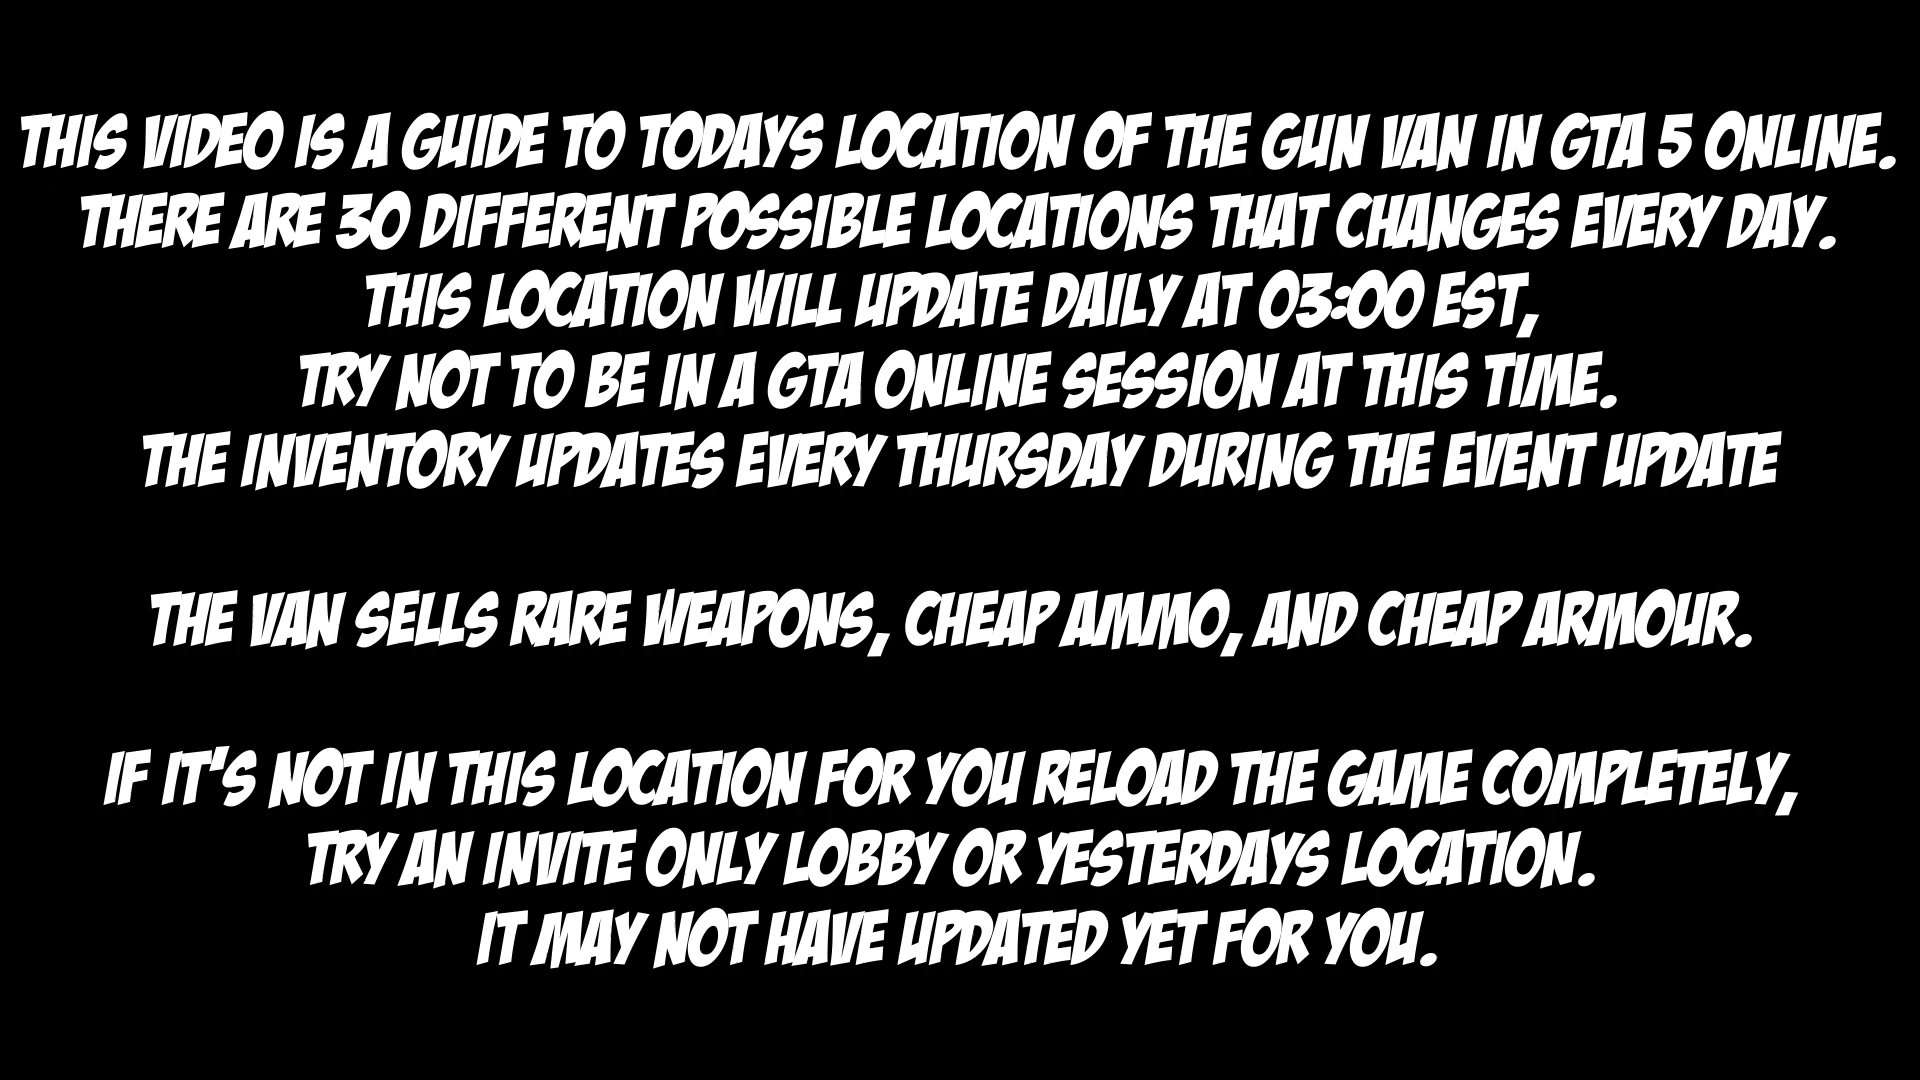 THIS VIDEO IS A GUIDE TO TODAYS LOCATION OF THE GUN VAN IN GTA 5 ONLINE.
THERE ARE 30 DIFFERENT POSSIBLE LOCATIONS THAT CHANGES EVERY DAY.
THIS LOCATION WILL UPDATE DAILY AT 03:00 EST,
TRY NOT TO BE IN A GTA ONLINE SESSION AT THIS TIME.
THE INVENTORY UPDATES EVERY THURSDAY DURING THE EVENT UPDATE
THE VAN SELLS RARE WEAPONS, CHEAP AMMO, AND CHEAP ARMOUR.
IF IT'S NOT IN THIS LOCATION FOR YOU RELOAD THE GAME COMPLETELY,
TRY AN INVITE ONLY LOBBY OR YESTERDAYS LOCATION.
IT MAY NOT HAVE UPDATED YET FOR YOU.